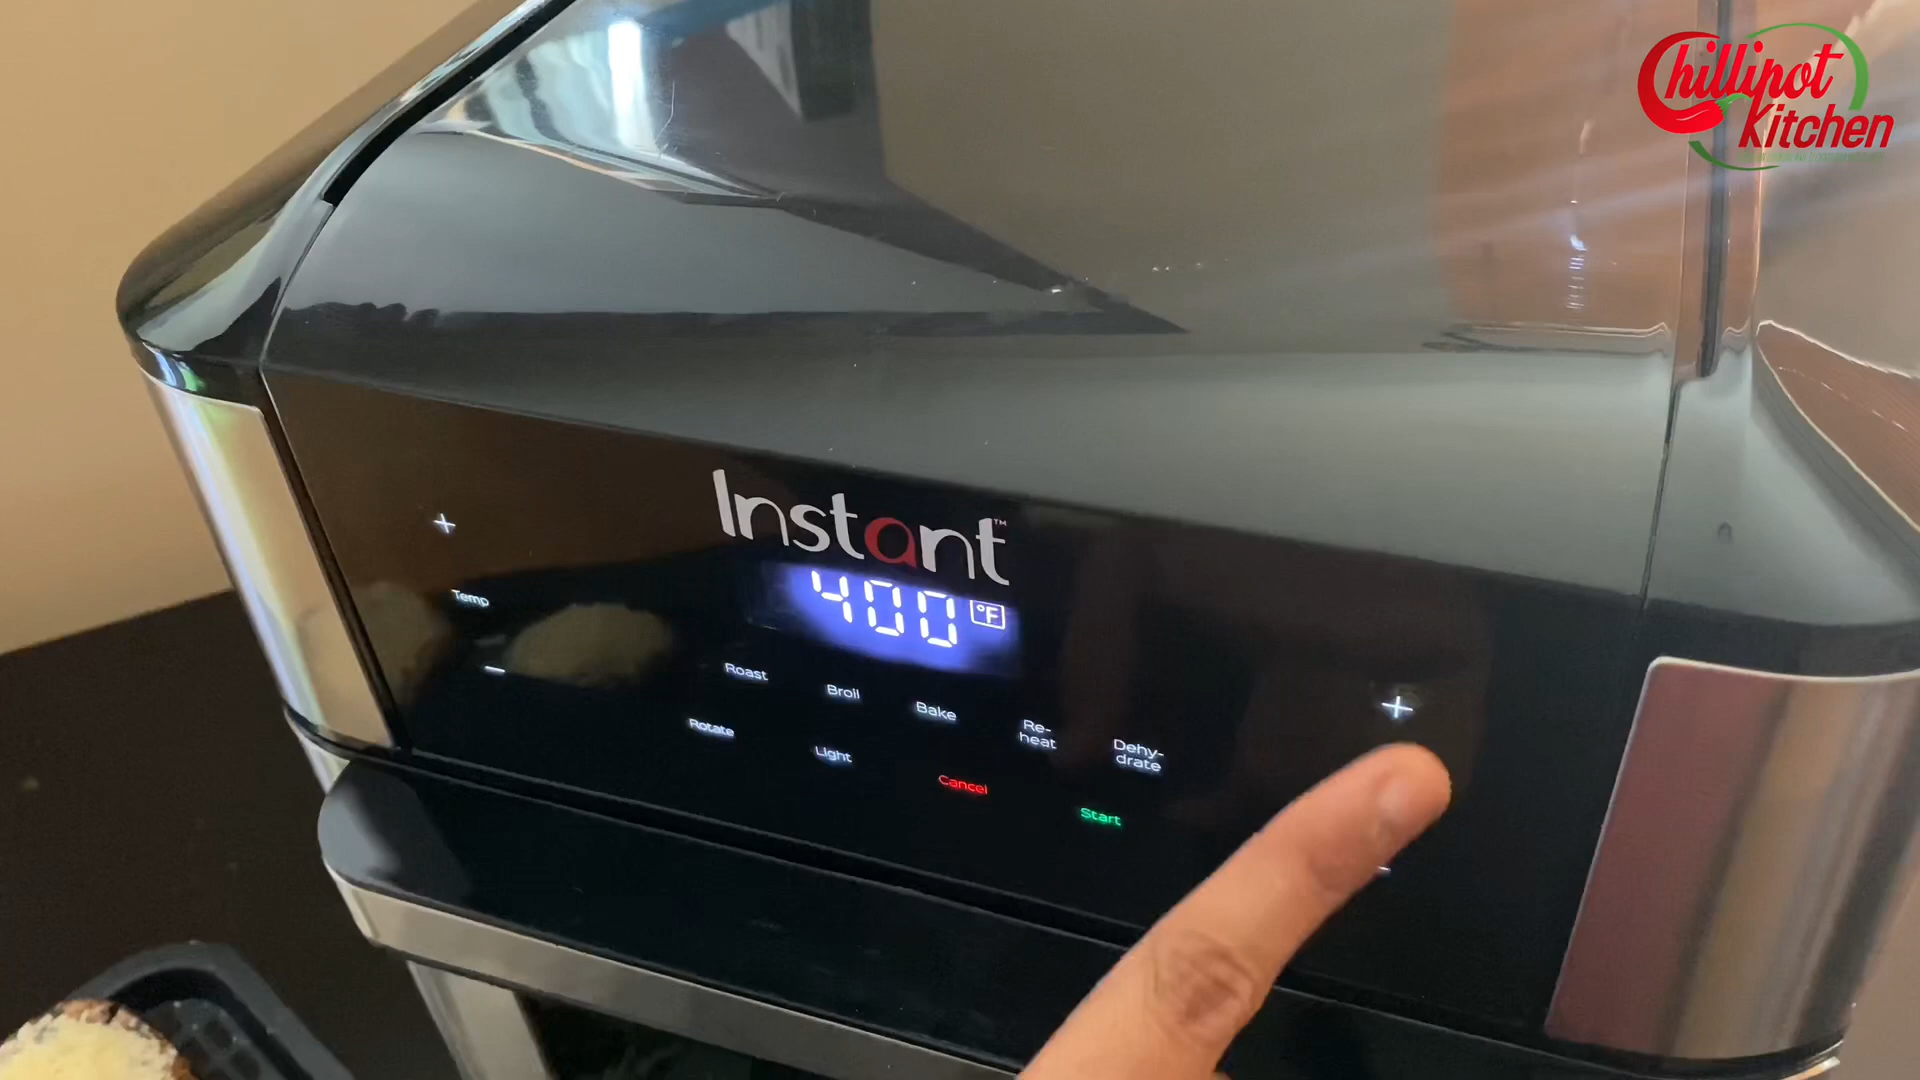 Chillipot
Kitchen
Instant™
400 °F
+
Temp
−
Roast
Broil
Bake
Re-
heat
Dehy-
drate
Rotate
Light
Cancel
Start
+
−